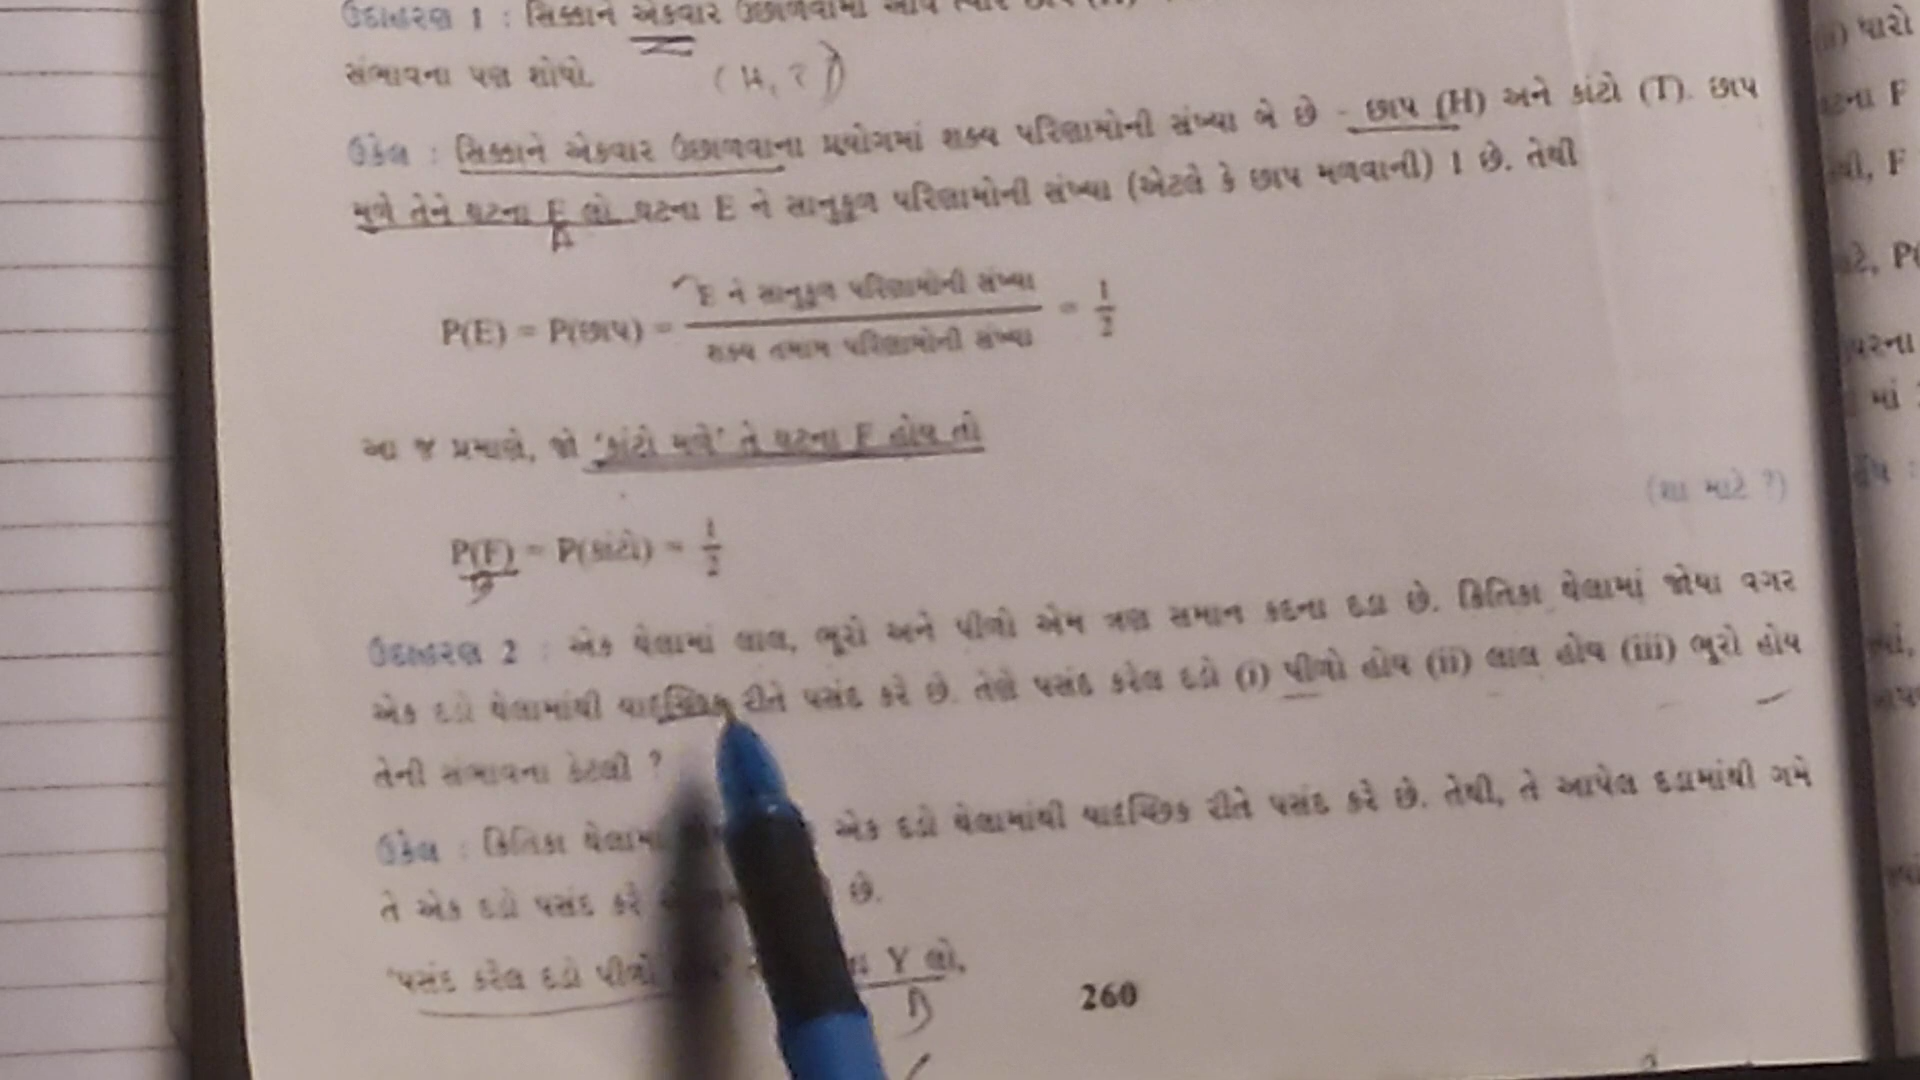 ઉદાહરણ 1 : સિક્કાને એકવાર ઉછાળવામાં આવે ત્યારે
સંભાવના પણ શોધો.
(H, T)
ઉકેલ : સિક્કાને એકવાર ઉછાળવાના પ્રયોગમાં શક્ય પરિણામોની સંખ્યા બે છે - છાપ (H) અને કાંટો (T). છાપ
મળે તેને ઘટના E લો. ઘટના E ને સાનુકૂળ પરિણામોની સંખ્યા (એટલે કે છાપ મળવાની) 1 છે. તેથી
A
P(E) = P(છાપ) = E ને સાનુકૂળ પરિણામોની સંખ્યા / શક્ય તમામ પરિણામોની સંખ્યા = 1/2
આ જ પ્રમાણે, જો 'કાંટો મળે' તે ઘટના F હોય તો
P(F) = P(કાંટો) = 1/2
(શા માટે ?)
ઉદાહરણ 2 : એક થેલામાં લાલ, ભૂરો અને પીળો એમ ત્રણ સમાન કદના દડા છે. ક્રિતિકા થેલામાં જોયા વગર
એક દડો થેલામાંથી યાદચ્છિક રીતે પસંદ કરે છે. તેણે પસંદ કરેલ દડો (i) પીળો હોય (ii) લાલ હોય (iii) ભૂરો હોય
તેની સંભાવના કેટલી ?
ઉકેલ : ક્રિતિકા એક દડો થેલામાંથી યાદચ્છિક રીતે પસંદ કરે છે. તેથી, તે આપેલ દડામાંથી ગમે
તે એક દડો પસંદ કરે છે.
'પસંદ કરેલ દડો પીળો Y લો,
260